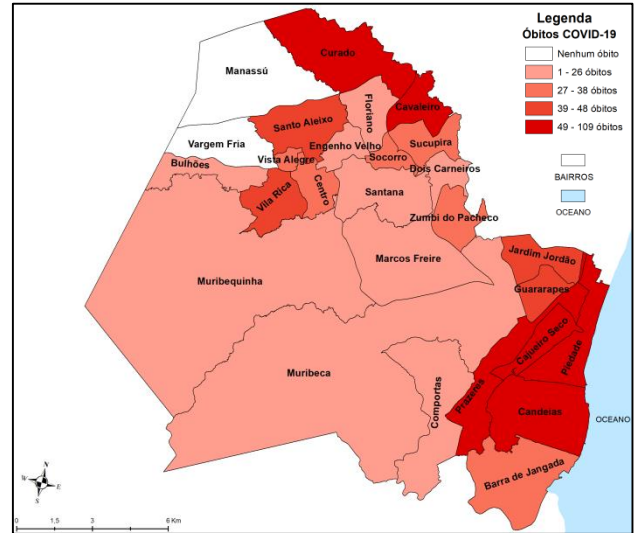 Legenda
Óbitos COVID-19
Nenhum óbito
1 - 26 óbitos
27 - 38 óbitos
39 - 48 óbitos
49 - 109 óbitos
BAIRROS
OCEANO
Curado
Manassú
Floriano
Cavaleiro
Santo Aleixo
Sucupira
Vargem Fria
Engenho Velho
Vista Alegre
Socorro
Bulhões
Dois Carneiros
Vila Rica
Centro
Santana
Zumbi do Pacheco
Jardim Jordão
Marcos Freire
Muribequinha
Guararapes
Cajueiro Seco
Piedade
Muribeca
Comportas
Prazeres
Candeias
OCEANO
Barra de Jangada
N
W
E
S
0 1,5 3 6 Km